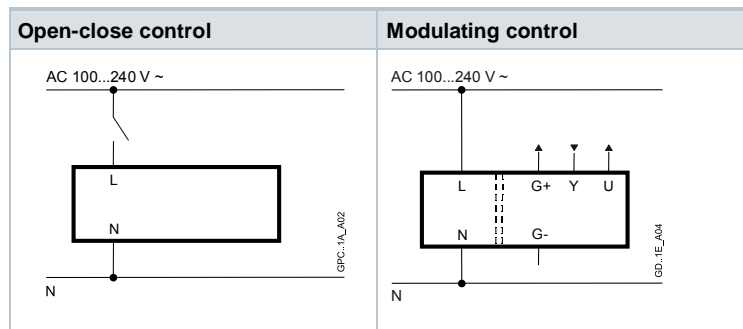 Open-close control
Modulating control
AC 100...240 V ~
L
N
N
GPC..1A_A02
AC 100...240 V ~
L
G+
Y
U
N
G-
N
GD..1E_A04